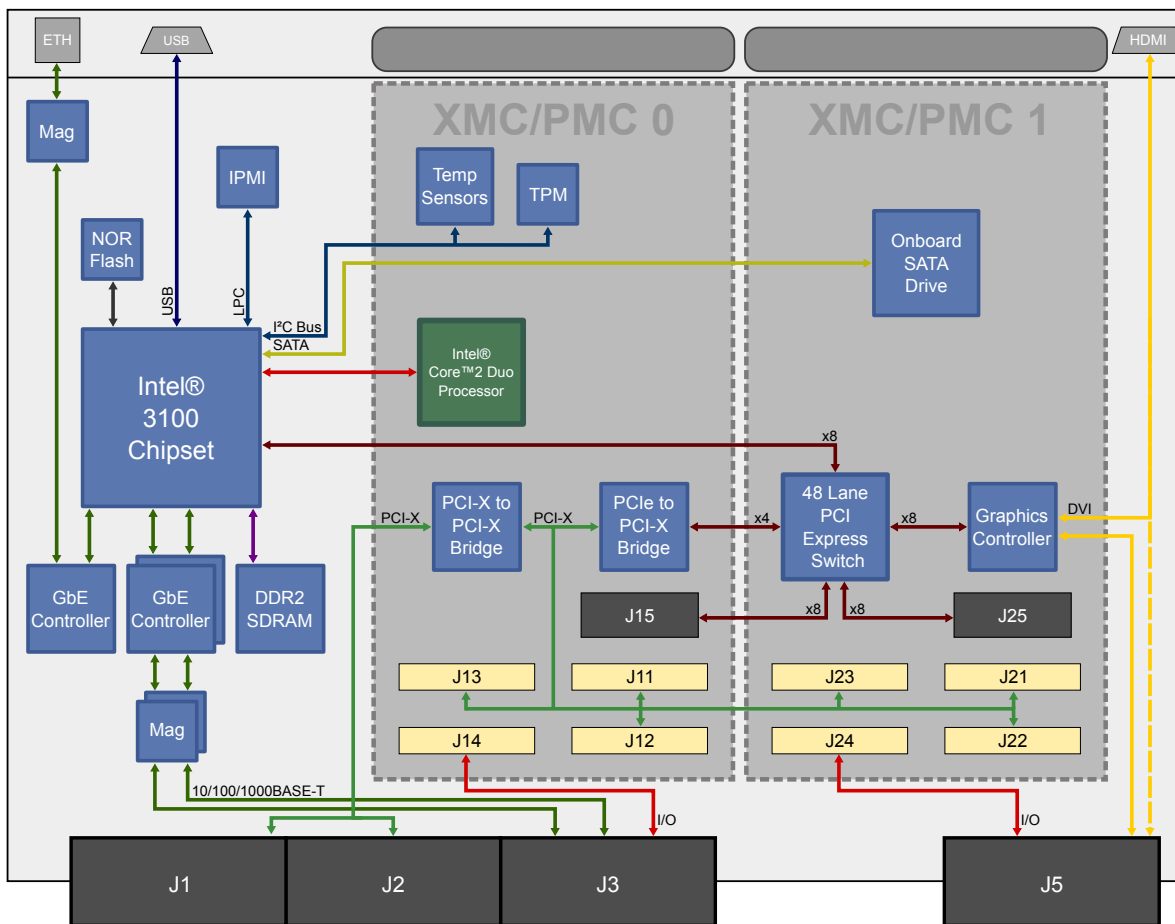 ETH
USB
HDMI
XMC/PMC 0
XMC/PMC 1
Mag
IPMI
Temp
Sensors
TPM
NOR
Flash
Onboard
SATA
Drive
USB
LPC
I²C Bus
SATA
Intel®
3100
Chipset
Intel®
Core™2 Duo
Processor
x8
PCI-X
PCI-X to
PCI-X
Bridge
PCI-X
PCIe to
PCI-X
Bridge
x4
48 Lane
PCI
Express
Switch
x8
Graphics
Controller
DVI
GbE
Controller
GbE
Controller
DDR2
SDRAM
J15
x8
x8
J25
J13
J11
J23
J21
Mag
J14
J12
J24
J22
10/100/1000BASE-T
I/O
I/O
J1
J2
J3
J5